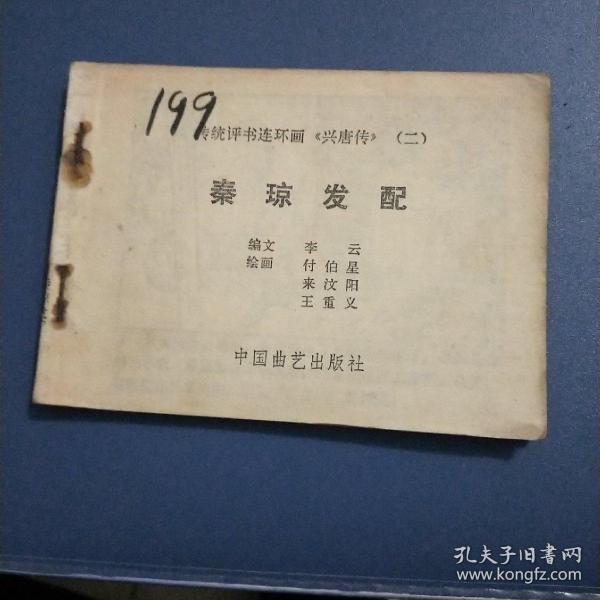 199
传统评书连环画《兴唐传》(二)
秦琼发配
编文 李云
绘画 付伯星
来汶阳
王重义
中国曲艺出版社
孔夫子旧书网
www.kongfz.com